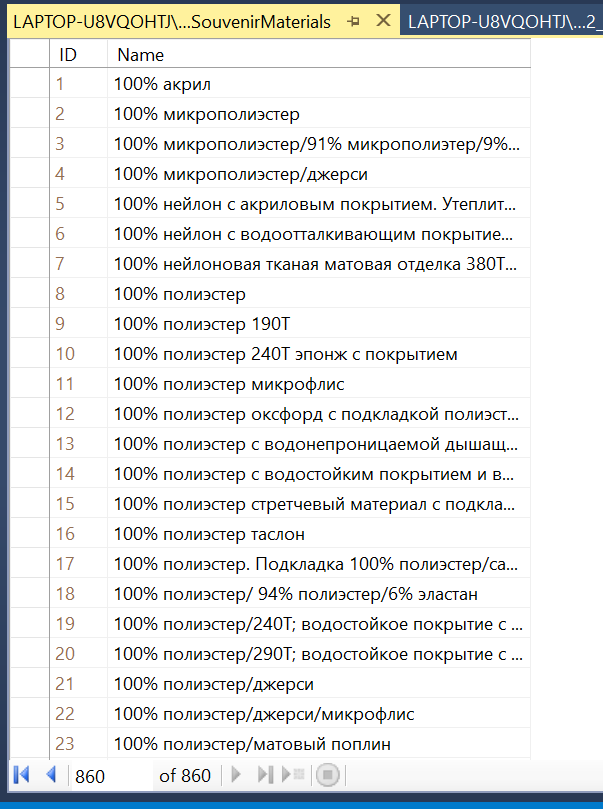 LAPTOP-U8VQOHTJ\...SouvenirMaterials LAPTOP-U8VQOHTJ\...2_
ID Name
1 100% акрил
2 100% микрополиэстер
3 100% микрополиэстер/91% микрополиэтер/9%...
4 100% микрополиэстер/джерси
5 100% нейлон с акриловым покрытием. Утеплит...
6 100% нейлон с водоотталкивающим покрытие...
7 100% нейлоновая тканая матовая отделка 380T...
8 100% полиэстер
9 100% полиэстер 190T
10 100% полиэстер 240T эпонж с покрытием
11 100% полиэстер микрофлис
12 100% полиэстер оксфорд с подкладкой полиэст...
13 100% полиэстер с водонепроницаемой дышащ...
14 100% полиэстер с водостойким покрытием и в...
15 100% полиэстер стретчевый материал с подкла...
16 100% полиэстер таслон
17 100% полиэстер. Подкладка 100% полиэстер/са...
18 100% полиэстер/ 94% полиэстер/6% эластан
19 100% полиэстер/240T; водостойкое покрытие с ...
20 100% полиэстер/290T; водостойкое покрытие с ...
21 100% полиэстер/джерси
22 100% полиэстер/джерси/микрофлис
23 100% полиэстер/матовый поплин
860 of 860